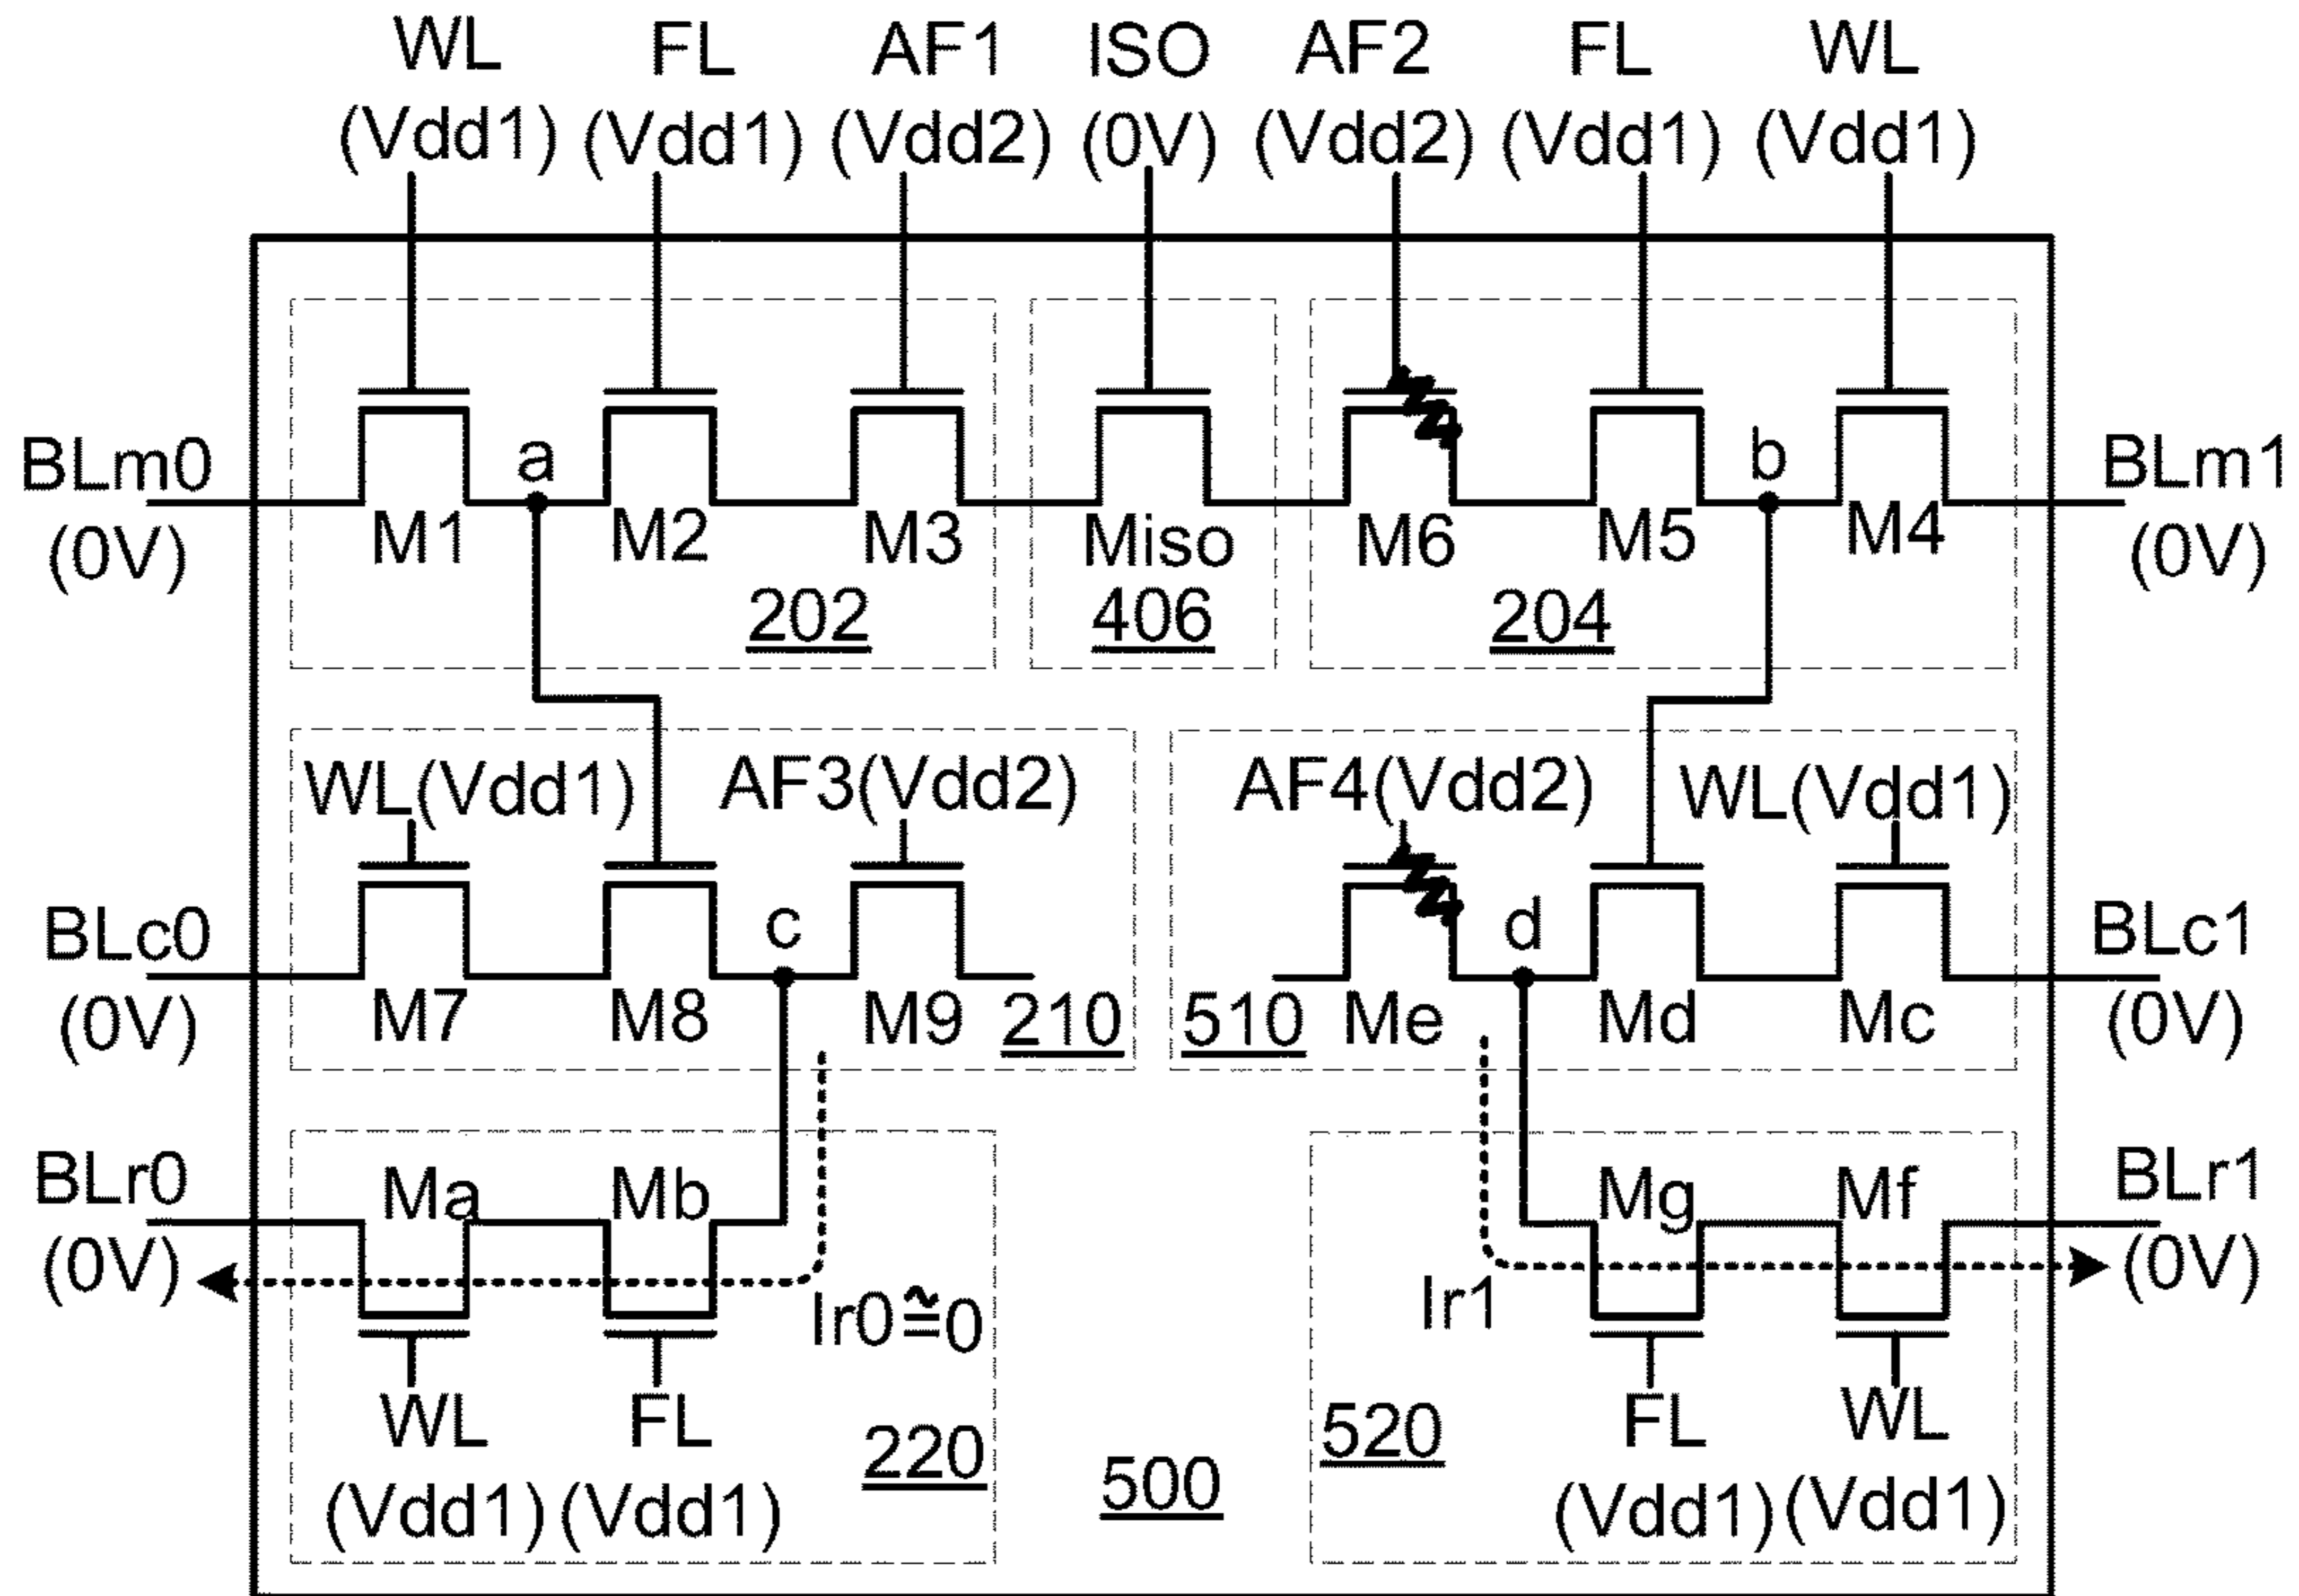 WL FL AF1 ISO AF2 FL WL
(Vdd1) (Vdd1) (Vdd2) (0V) (Vdd2) (Vdd1) (Vdd1)
BLm0 a b BLm1
(0V) M1 M2 M3 Miso M6 M5 M4 (0V)
202 406 204
WL(Vdd1) AF3(Vdd2) AF4(Vdd2) WL(Vdd1)
BLc0 c d BLc1
(0V) M7 M8 M9 210 510 Me Md Mc (0V)
BLr0 Ma Mb Mg Mf BLr1
(0V) Ir0≅0 Ir1 (0V)
WL FL 220 500 520 FL WL
(Vdd1) (Vdd1) (Vdd1) (Vdd1)